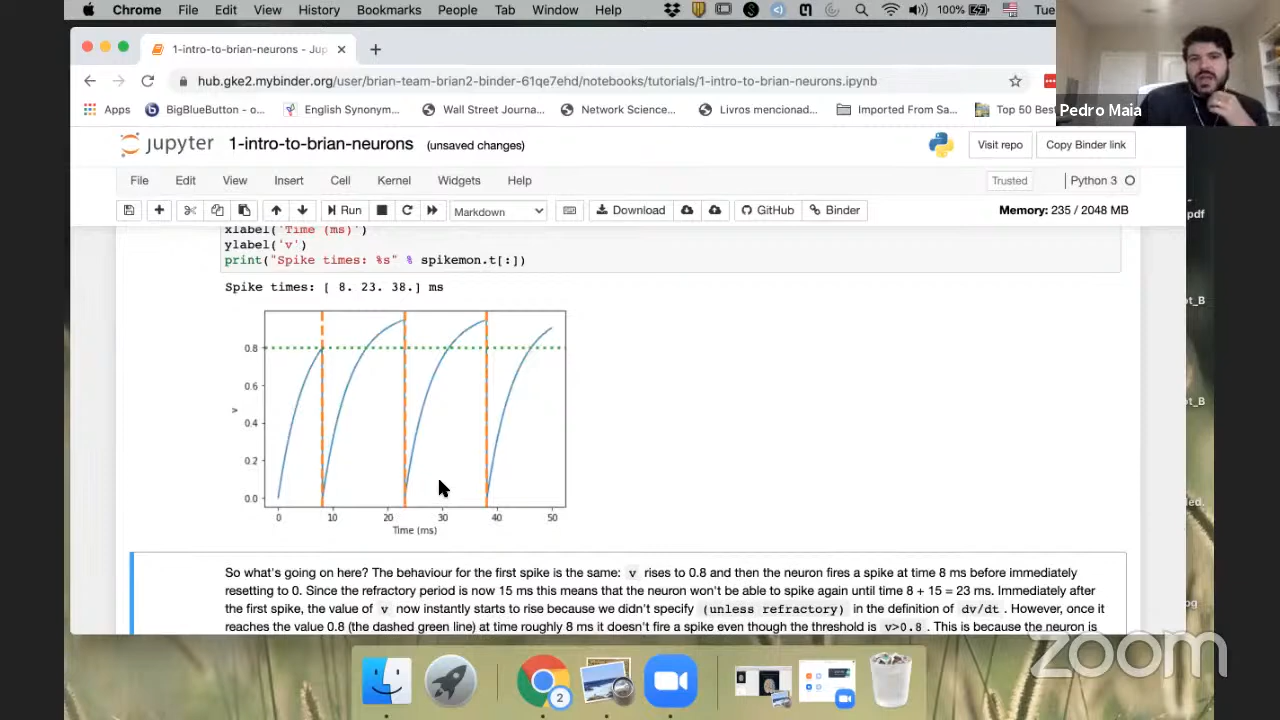 Chrome File Edit View History Bookmarks People Tab Window Help 100% Tue
1-intro-to-brian-neurons - Jup
hub.gke2.mybinder.org/user/brian-team-brian2-binder-61qe7ehd/notebooks/tutorials/1-intro-to-brian-neurons.ipynb
Apps BigBlueButton - o... English Synonym... Wall Street Journa... Network Science... Livros mencionad... Imported From Sa... Top 50 Bes
Pedro Maia
jupyter 1-intro-to-brian-neurons (unsaved changes) Visit repo Copy Binder link
File Edit View Insert Cell Kernel Widgets Help Trusted Python 3
Run Markdown Download GitHub Binder Memory: 235 / 2048 MB
pdf
xlabel('Time (ms)')
ylabel('v')
print("Spike times: %s" % spikemon.t[:])
Spike times: [ 8. 23. 38.] ms
ot_B
0.8
0.6
ot_B
0.4
v
0.2
0.0
led.
0 10 20 30 40 50
Time (ms)
So what's going on here? The behaviour for the first spike is the same: v rises to 0.8 and then the neuron fires a spike at time 8 ms before immediately
resetting to 0. Since the refractory period is now 15 ms this means that the neuron won't be able to spike again until time 8 + 15 = 23 ms. Immediately after
the first spike, the value of v now instantly starts to rise because we didn't specify (unless refractory) in the definition of dv/dt . However, once it
reaches the value 0.8 (the dashed green line) at time roughly 8 ms it doesn't fire a spike even though the threshold is v>0.8 . This is because the neuron is
og
zoom
2